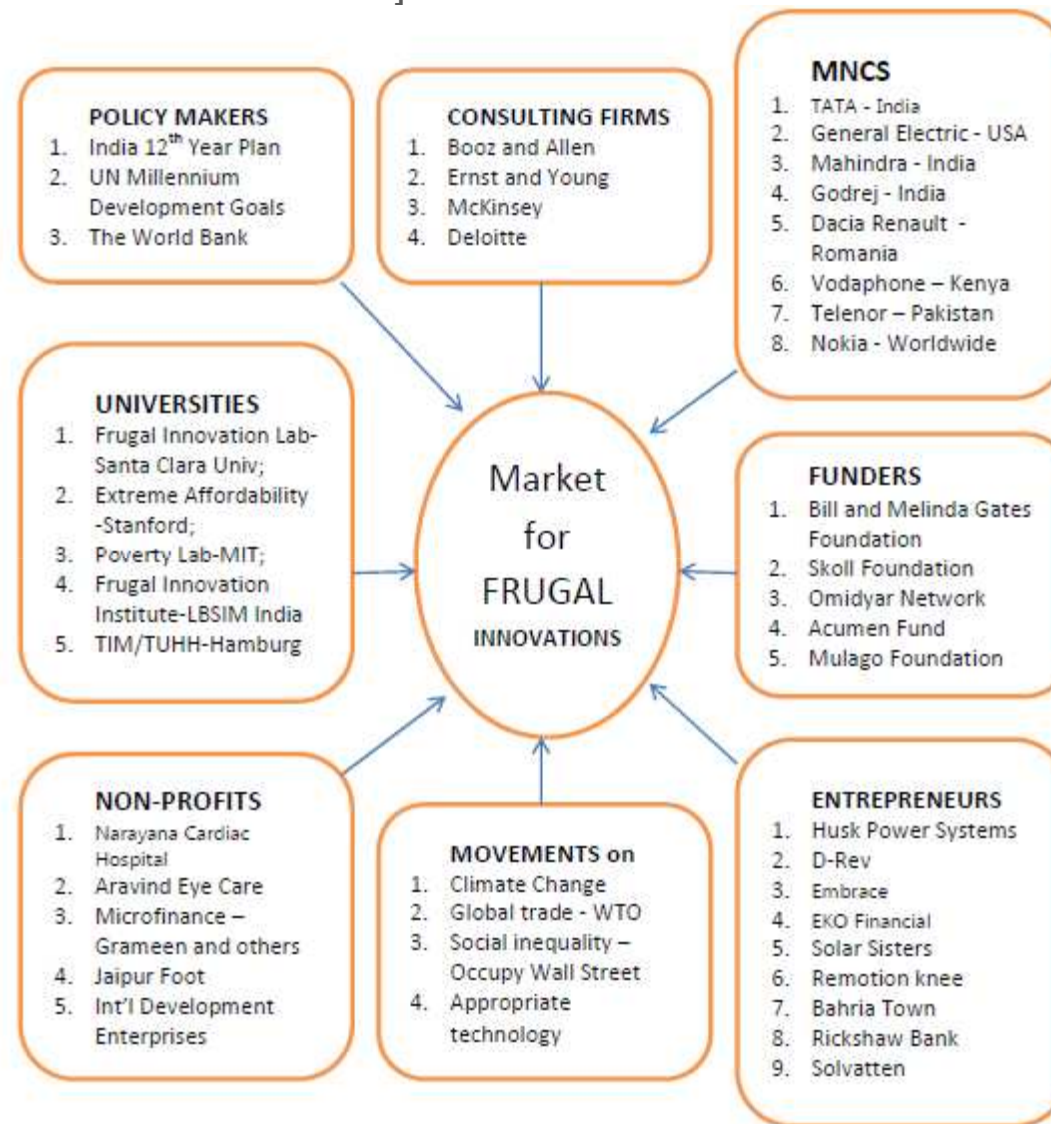 ]
POLICY MAKERS
1. India 12th Year Plan
2. UN Millennium
Development Goals
3. The World Bank
CONSULTING FIRMS
1. Booz and Allen
2. Ernst and Young
3. McKinsey
4. Deloitte
MNCS
1. TATA - India
2. General Electric - USA
3. Mahindra - India
4. Godrej - India
5. Dacia Renault -
Romania
6. Vodaphone – Kenya
7. Telenor – Pakistan
8. Nokia - Worldwide
UNIVERSITIES
1. Frugal Innovation Lab-
Santa Clara Univ;
2. Extreme Affordability
-Stanford;
3. Poverty Lab-MIT;
4. Frugal Innovation
Institute-LBSIM India
5. TIM/TUHH-Hamburg
Market
for
FRUGAL
INNOVATIONS
FUNDERS
1. Bill and Melinda Gates
Foundation
2. Skoll Foundation
3. Omidyar Network
4. Acumen Fund
5. Mulago Foundation
NON-PROFITS
1. Narayana Cardiac
Hospital
2. Aravind Eye Care
3. Microfinance –
Grameen and others
4. Jaipur Foot
5. Int'l Development
Enterprises
MOVEMENTS on
1. Climate Change
2. Global trade - WTO
3. Social inequality –
Occupy Wall Street
4. Appropriate
technology
ENTREPRENEURS
1. Husk Power Systems
2. D-Rev
3. Embrace
4. EKO Financial
5. Solar Sisters
6. Remotion knee
7. Bahria Town
8. Rickshaw Bank
9. Solvatten